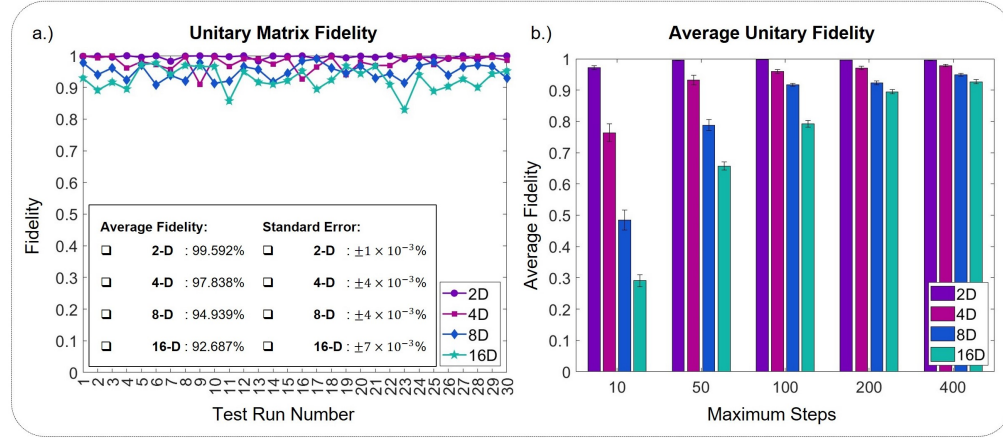 a.)
Unitary Matrix Fidelity
Fidelity
1
0.9
0.8
0.7
0.6
0.5
0.4
0.3
0.2
0.1
0
Average Fidelity: Standard Error:
❑ 2-D : 99.592% ❑ 2-D : ±1 × 10⁻³%
❑ 4-D : 97.838% ❑ 4-D : ±4 × 10⁻³%
❑ 8-D : 94.939% ❑ 8-D : ±4 × 10⁻³%
❑ 16-D : 92.687% ❑ 16-D : ±7 × 10⁻³%
2D
4D
8D
16D
1 2 3 4 5 6 7 8 9 10 11 12 13 14 15 16 17 18 19 20 21 22 23 24 25 26 27 28 29 30
Test Run Number
b.)
Average Unitary Fidelity
Average Fidelity
1
0.9
0.8
0.7
0.6
0.5
0.4
0.3
0.2
0.1
0
2D
4D
8D
16D
10 50 100 200 400
Maximum Steps